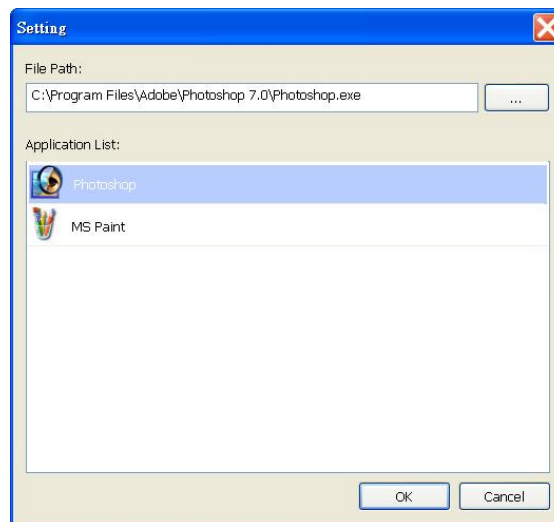 Setting
File Path:
C:\Program Files\Adobe\Photoshop 7.0\Photoshop.exe
...
Application List:
Photoshop
MS Paint
OK
Cancel